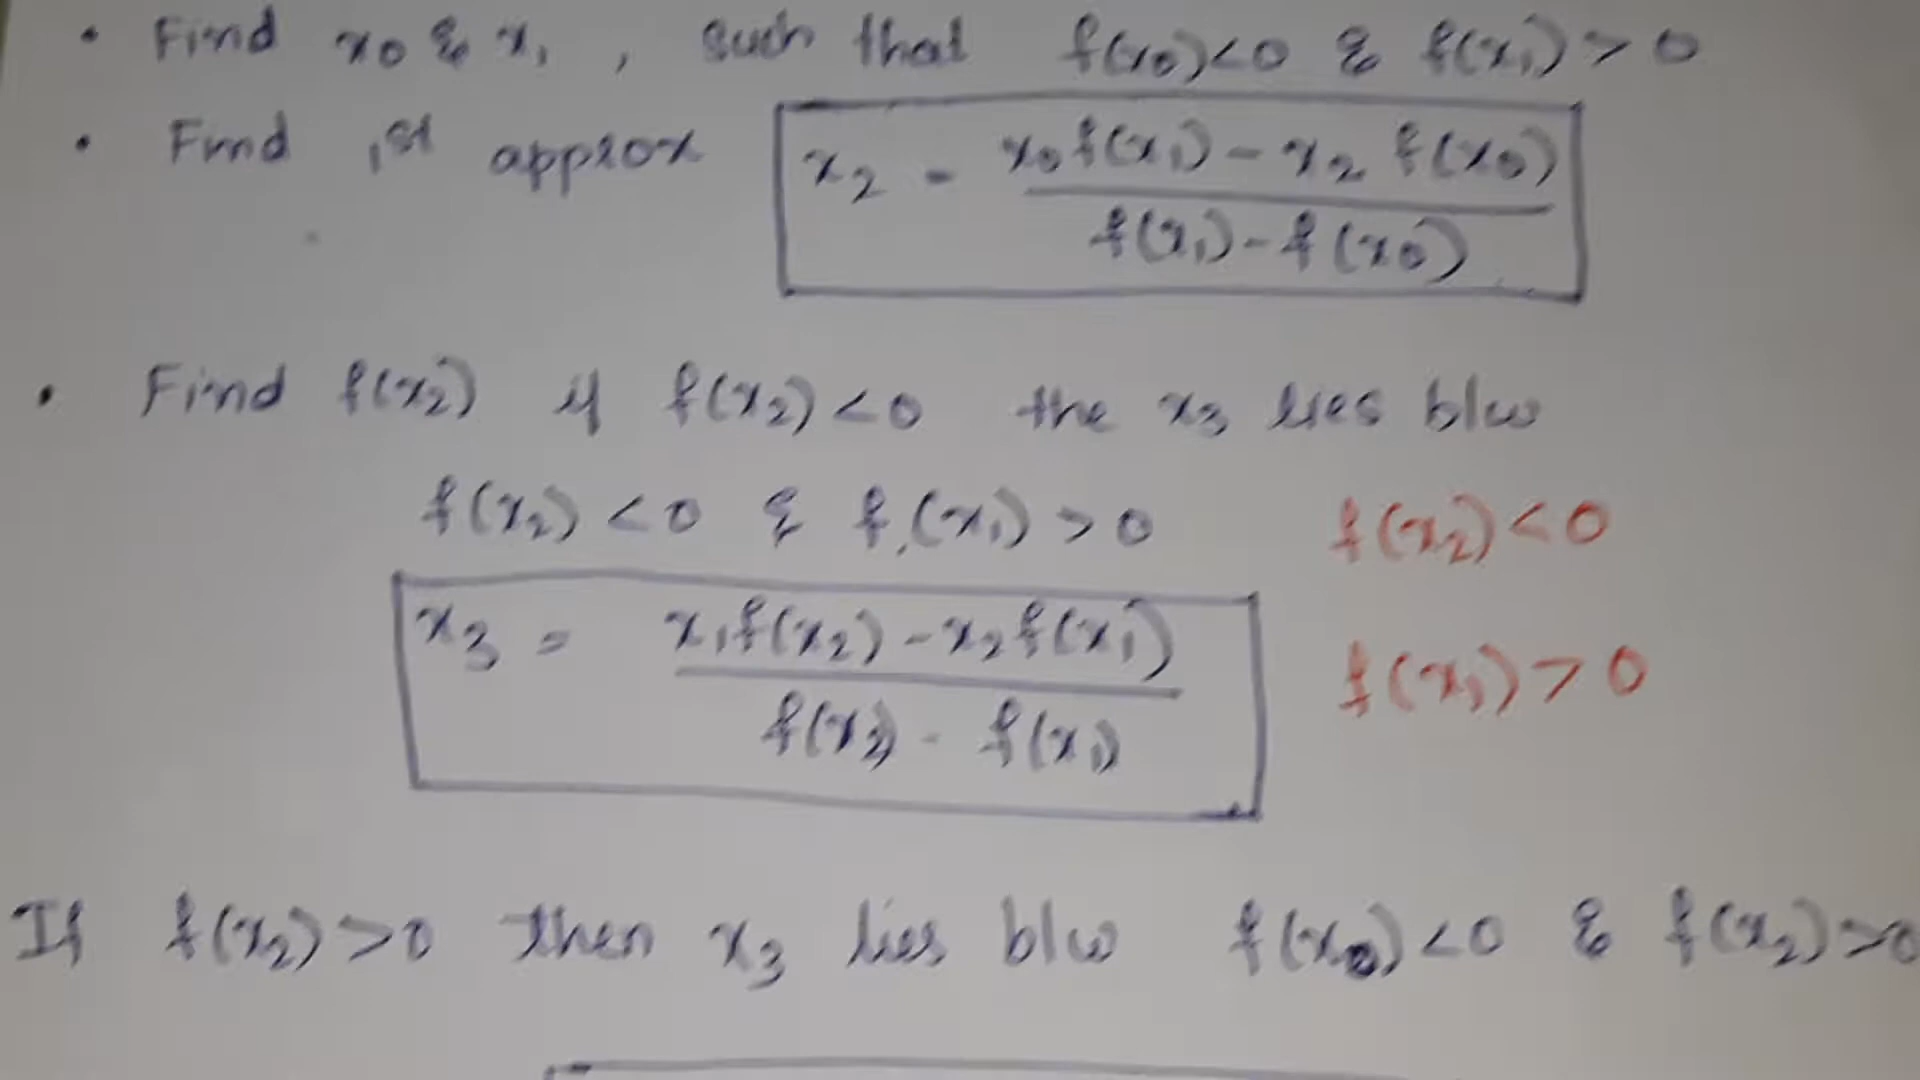 • Find x₀ & x₁ , such that f(x₀)<0 & f(x₁)>0
• Find 1st approx x₂ = (x₀f(x₁) - x₂ f(x₀)) / (f(x₁) - f(x₀))
• Find f(x₂) if f(x₂)<0 the x₃ lies b/w
f(x₂)<0 & f(x₁)>0 f(x₂)<0
x₃ = (x₁f(x₂) - x₂f(x₁)) / (f(x₂) - f(x₁)) f(x₁)>0
If f(x₂)>0 then x₃ lies b/w f(x₀)<0 & f(x₂)>0